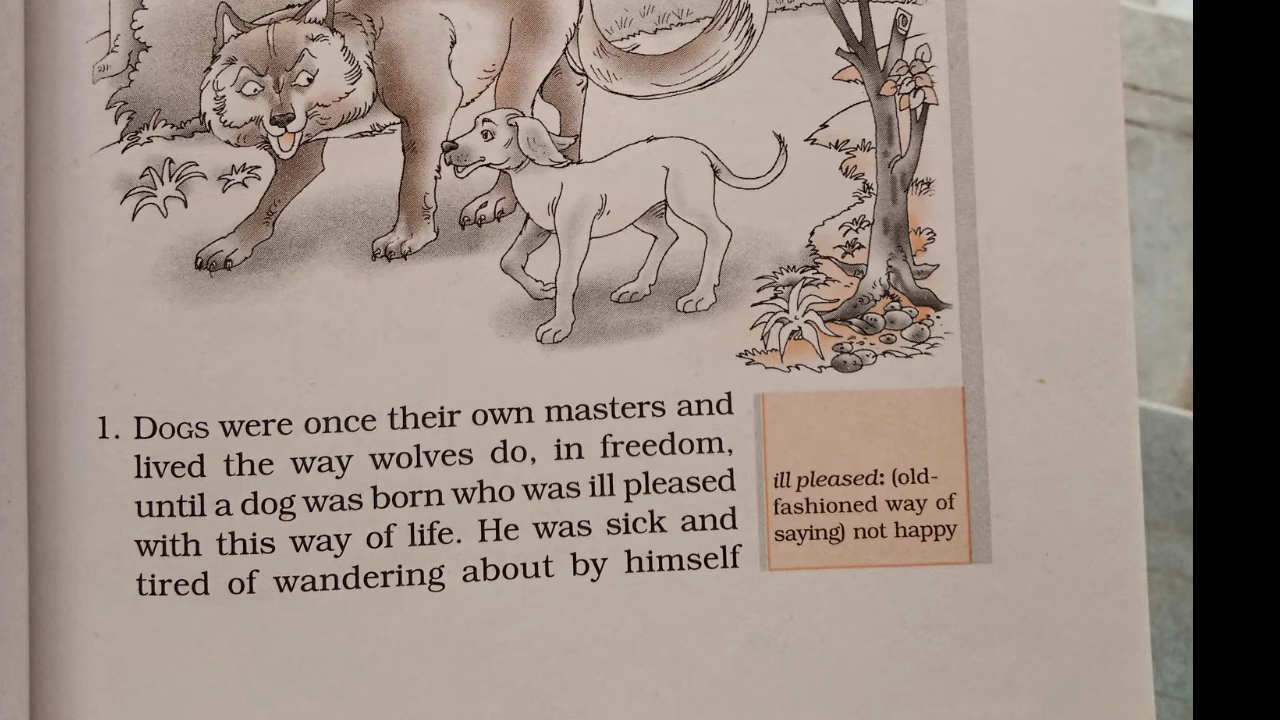 1. DOGS were once their own masters and
lived the way wolves do, in freedom,
until a dog was born who was ill pleased
with this way of life. He was sick and
tired of wandering about by himself
ill pleased: (old-
fashioned way of
saying) not happy